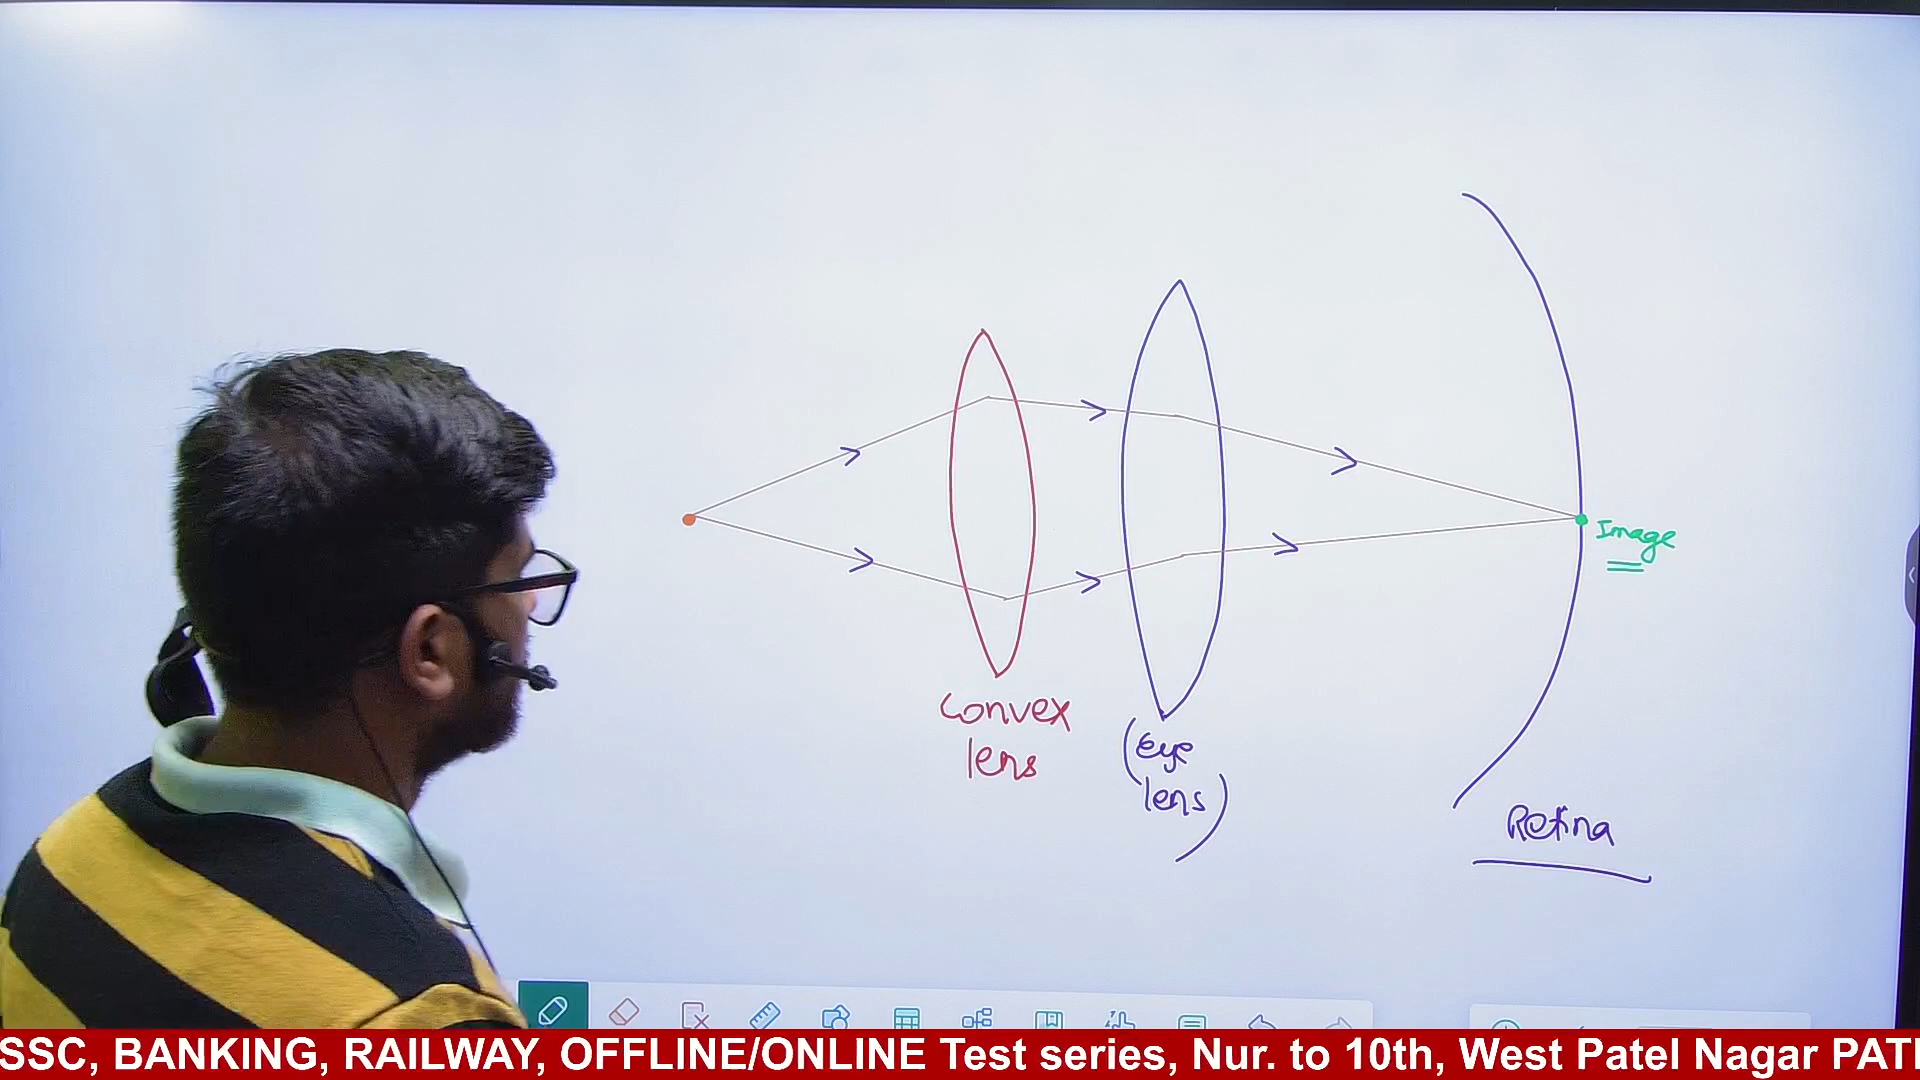 Image
Convex
lens
(eye
lens)
Retina
SSC, BANKING, RAILWAY, OFFLINE/ONLINE Test series, Nur. to 10th, West Patel Nagar PAT